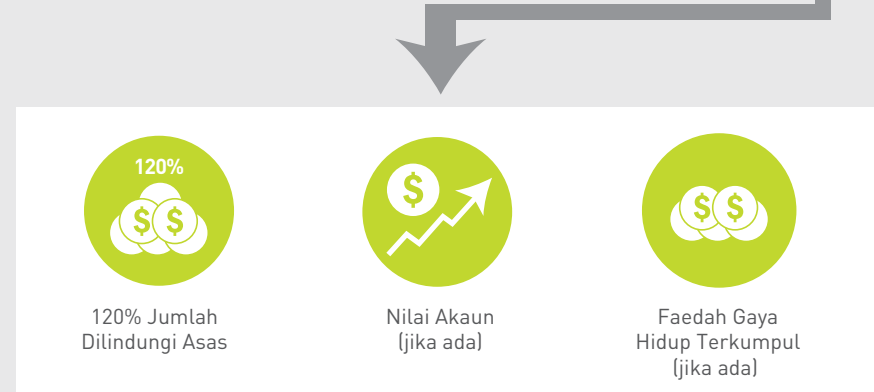 120%
$ $
$
$ $
120% Jumlah
Dilindungi Asas
Nilai Akaun
(jika ada)
Faedah Gaya
Hidup Terkumpul
(jika ada)